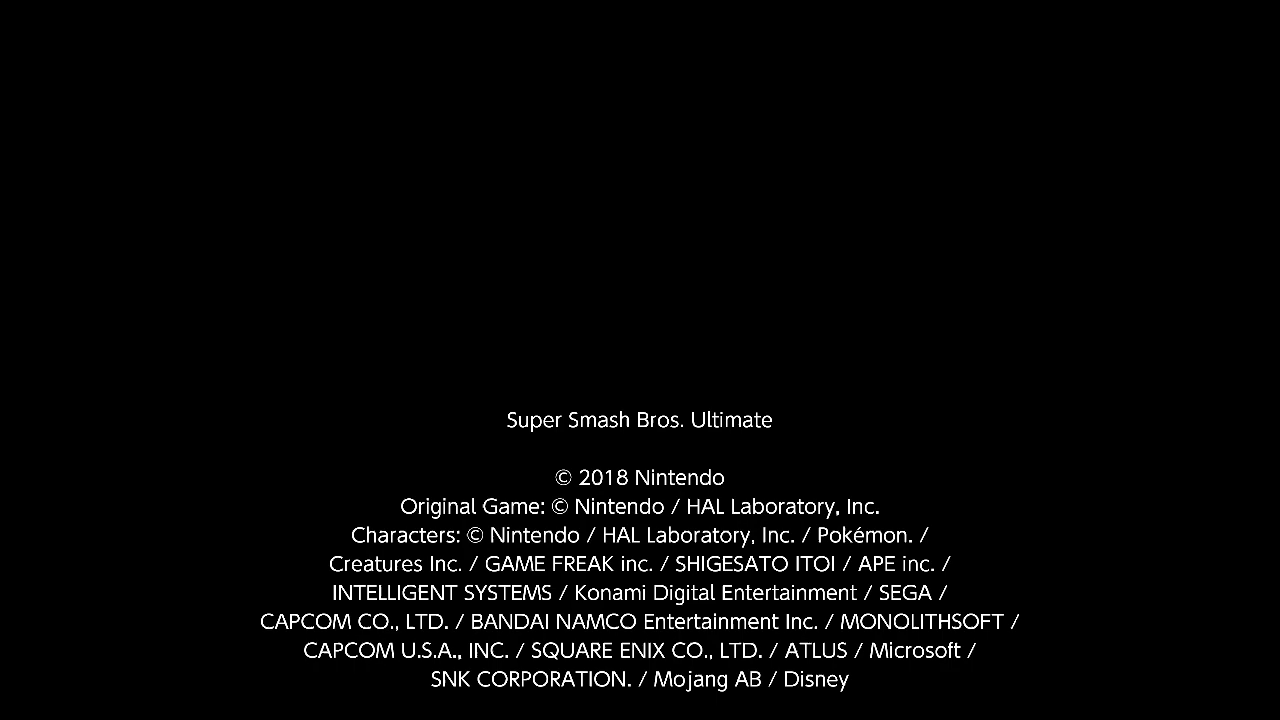 Super Smash Bros. Ultimate
© 2018 Nintendo
Original Game: © Nintendo / HAL Laboratory, Inc.
Characters: © Nintendo / HAL Laboratory, Inc. / Pokémon. /
Creatures Inc. / GAME FREAK inc. / SHIGESATO ITOI / APE inc. /
INTELLIGENT SYSTEMS / Konami Digital Entertainment / SEGA /
CAPCOM CO., LTD. / BANDAI NAMCO Entertainment Inc. / MONOLITHSOFT /
CAPCOM U.S.A., INC. / SQUARE ENIX CO., LTD. / ATLUS / Microsoft /
SNK CORPORATION. / Mojang AB / Disney